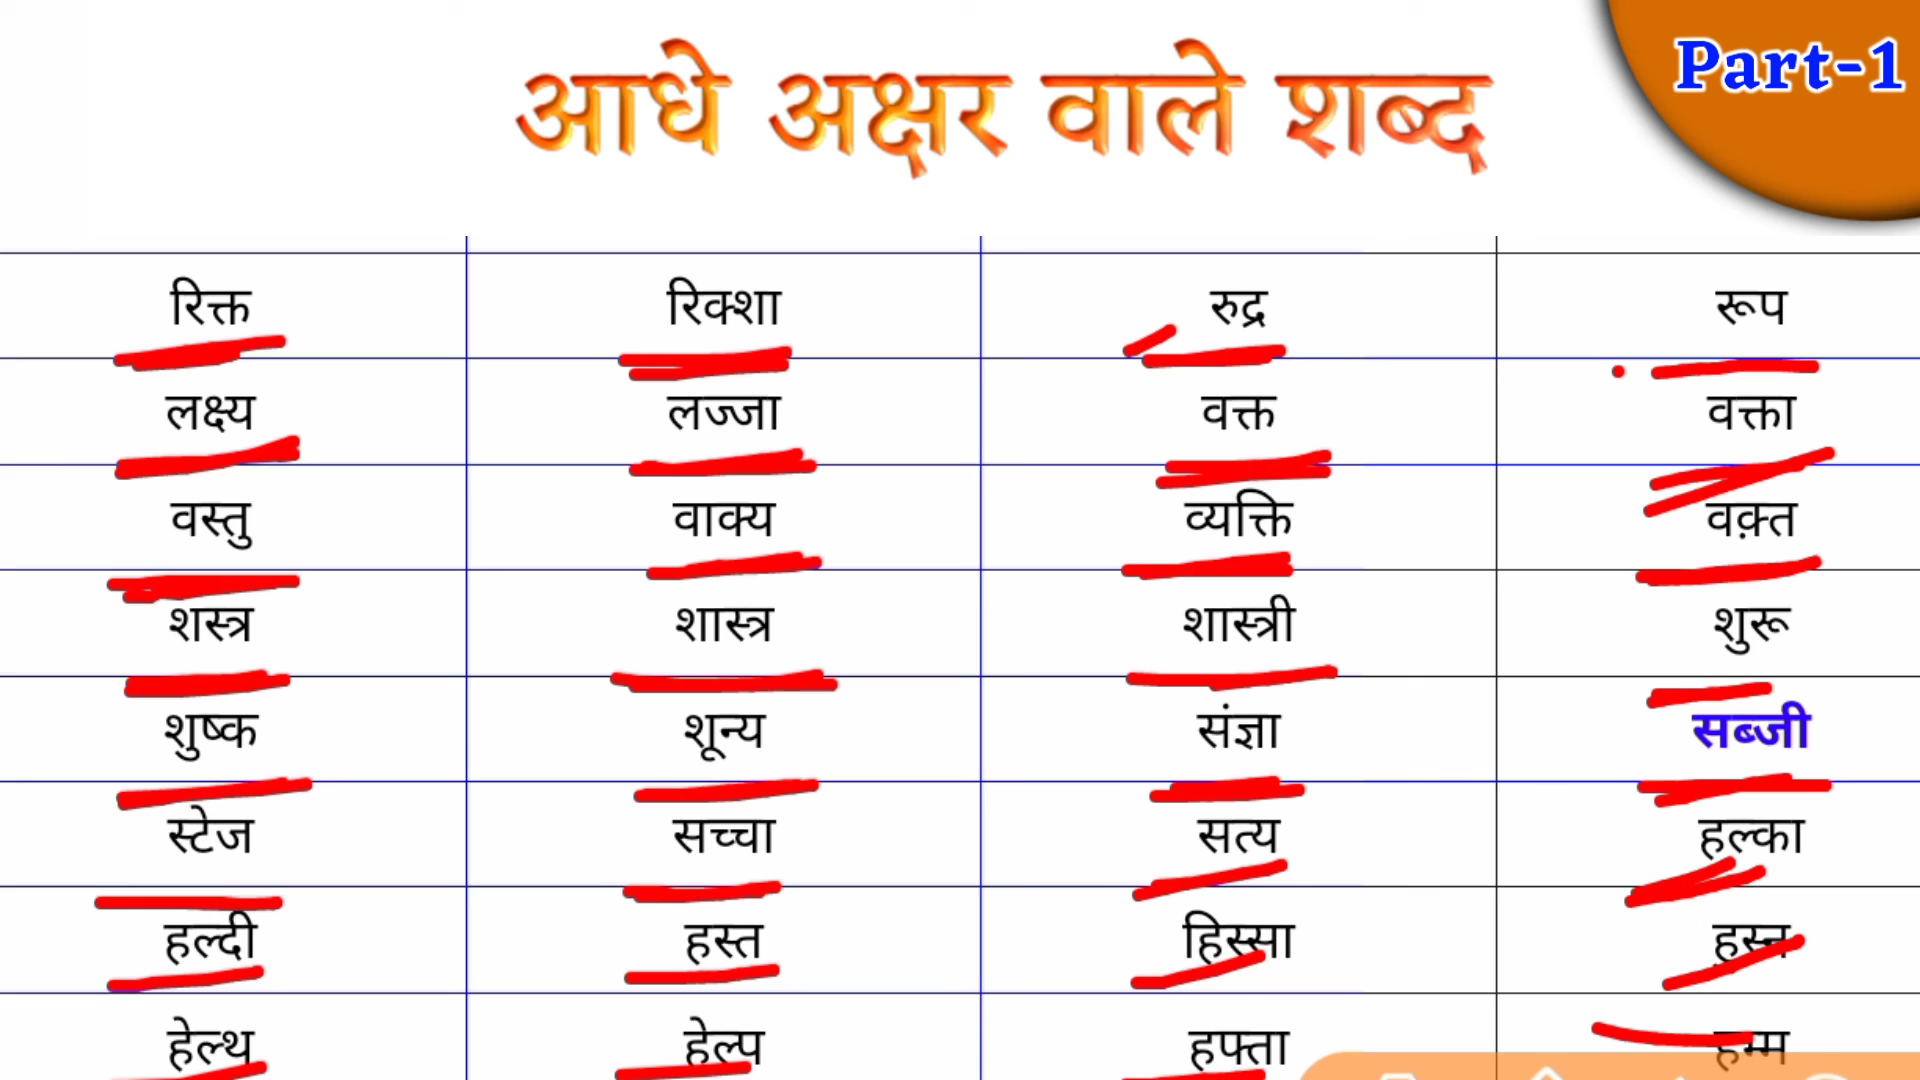 आधे अक्षर वाले शब्द
Part-1
रिक्त रिक्शा रुद्र रूप
लक्ष्य लज्जा वक्त वक्ता
वस्तु वाक्य व्यक्ति वक़्त
शस्त्र शास्त्र शास्त्री शुरू
शुष्क शून्य संज्ञा सब्जी
स्टेज सच्चा सत्य हल्का
हल्दी हस्त हिस्सा
हेल्थ हेल्प हफ्ता हम्म